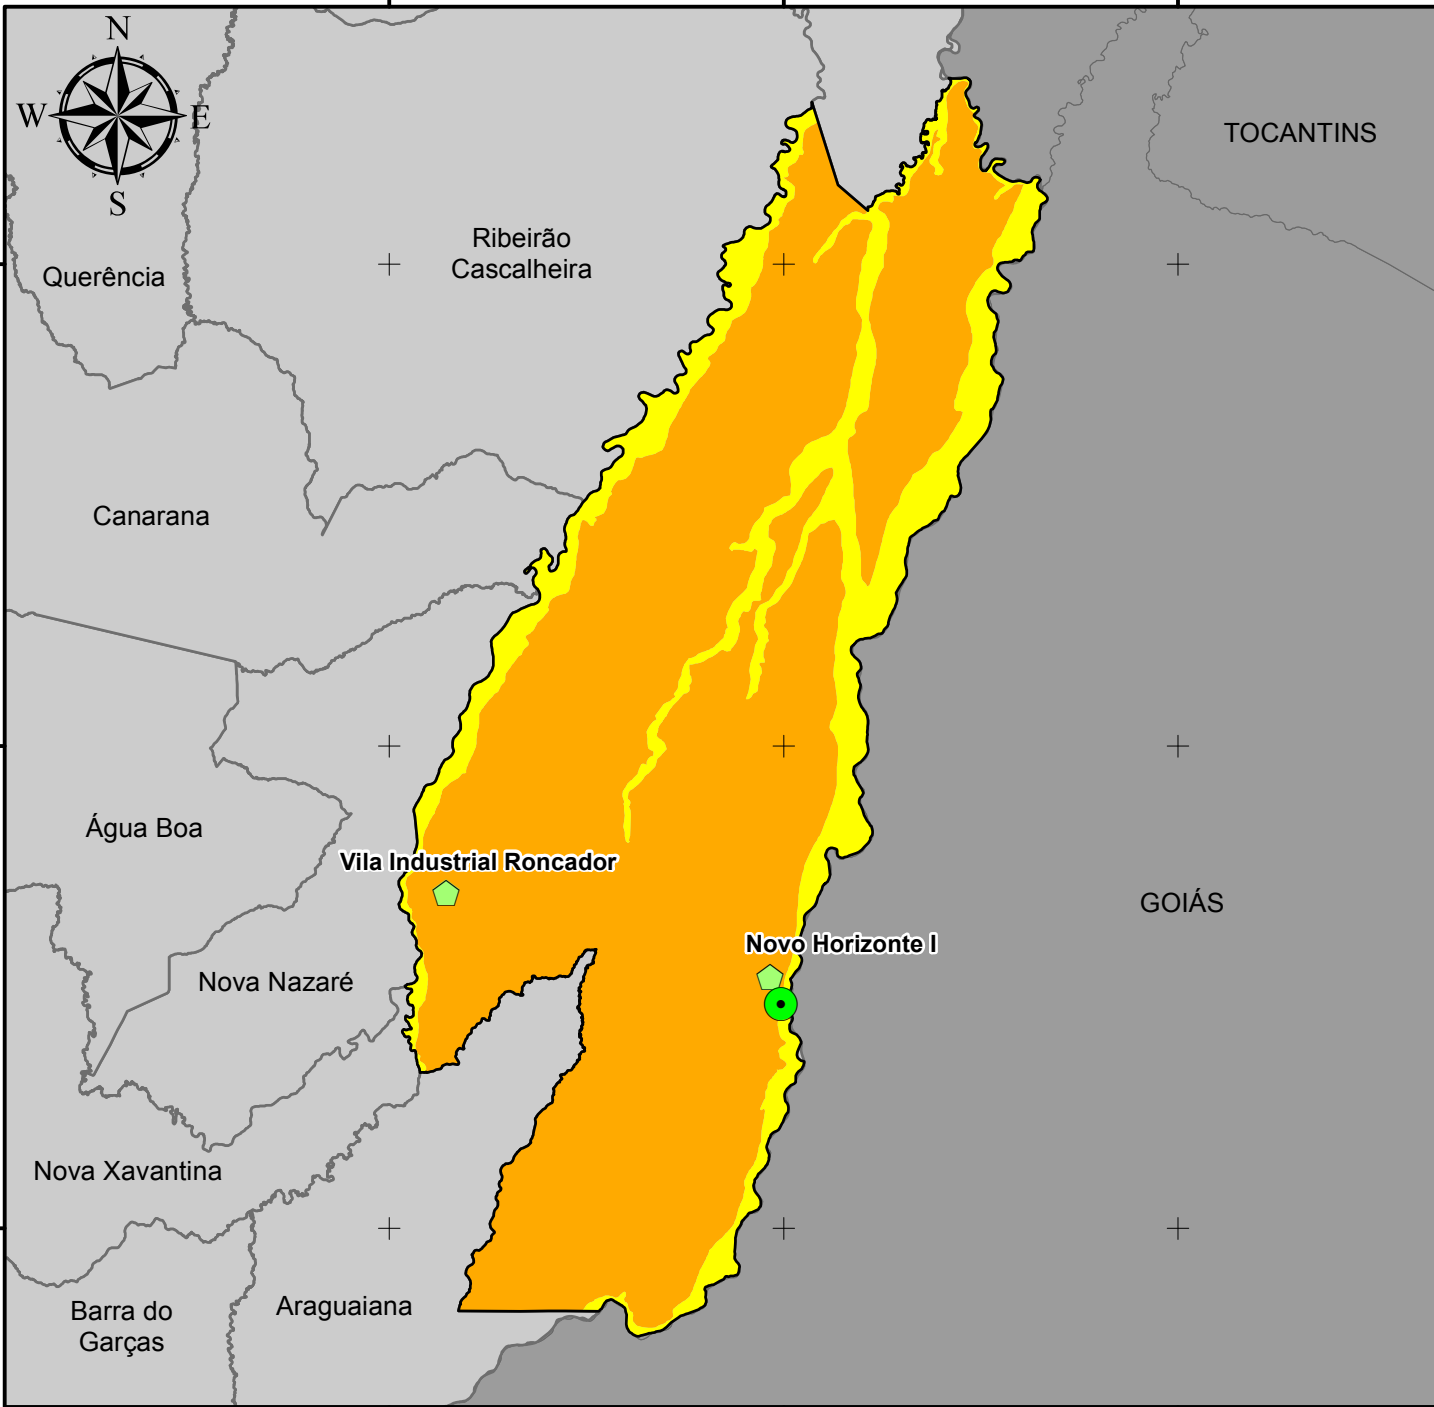 N
W
E
S
TOCANTINS
Ribeirão
Cascalheira
Querência
Canarana
Água Boa
Vila Industrial Roncador
GOIÁS
Novo Horizonte I
Nova Nazaré
Nova Xavantina
Araguaiana
Barra do
Garças